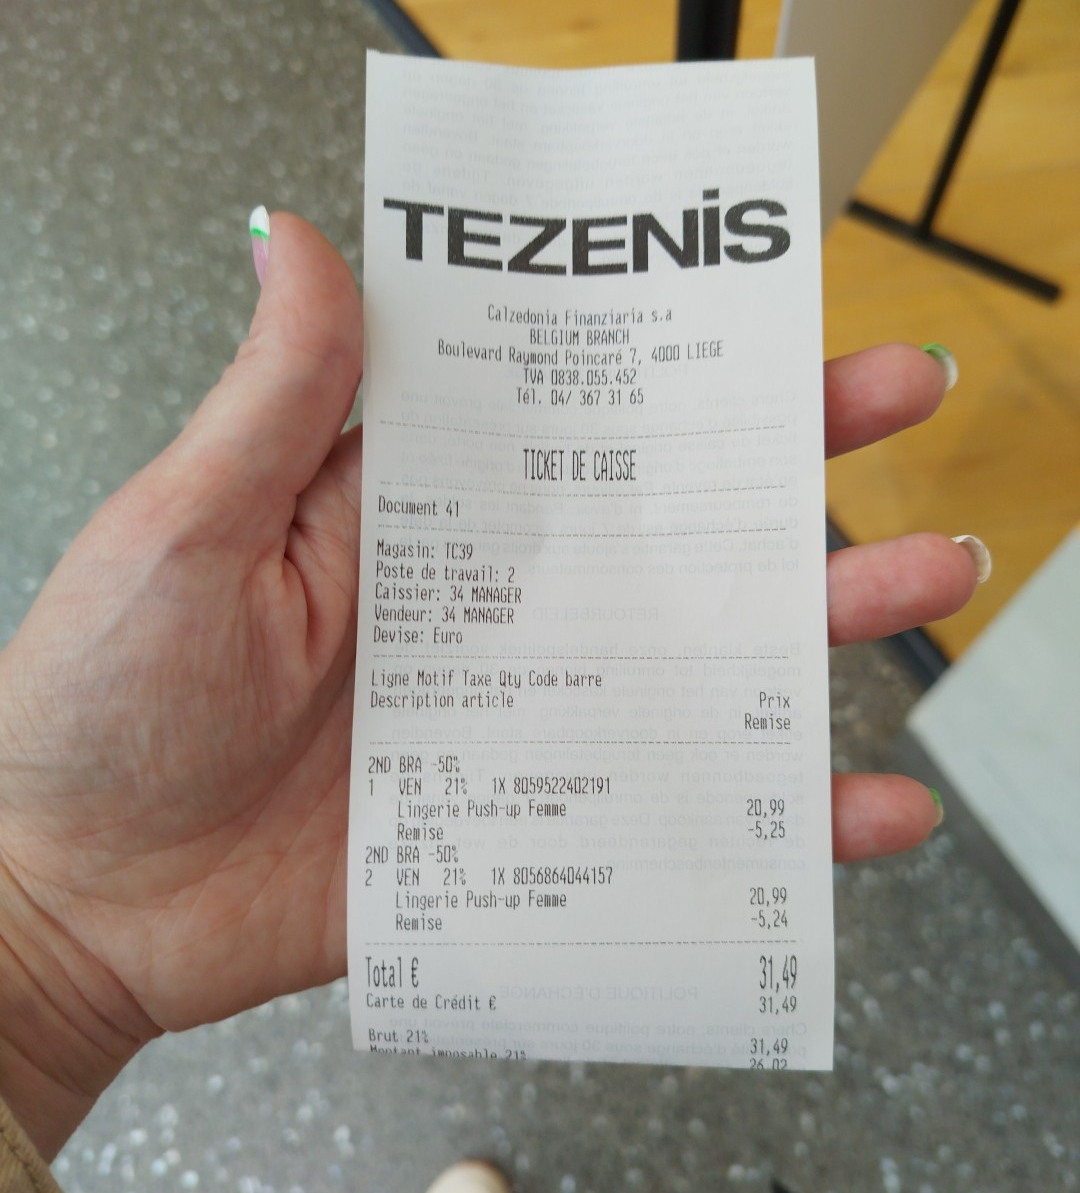 TEZENIS
Calzedonia Finanziaria s.a
BELGIUM BRANCH
Boulevard Raymond Poincaré 7, 4000 LIEGE
TVA 0838.055.452
Tél. 04/ 367 31 65
TICKET DE CAISSE
Document 41
Magasin: TC39
Poste de travail: 2
Caissier: 34 MANAGER
Vendeur: 34 MANAGER
Devise: Euro
Ligne Motif Taxe Qty Code barre
Description article Prix
Remise
2ND BRA -50%
1 VEN 21% 1X 8059522402191
Lingerie Push-up Femme 20,99
Remise -5,25
2ND BRA -50%
2 VEN 21% 1X 8056864044157
Lingerie Push-up Femme 20,99
Remise -5,24
Total € 31,49
Carte de Crédit € 31,49
Brut 21% 31,49
Montant imposable 21% 26,02